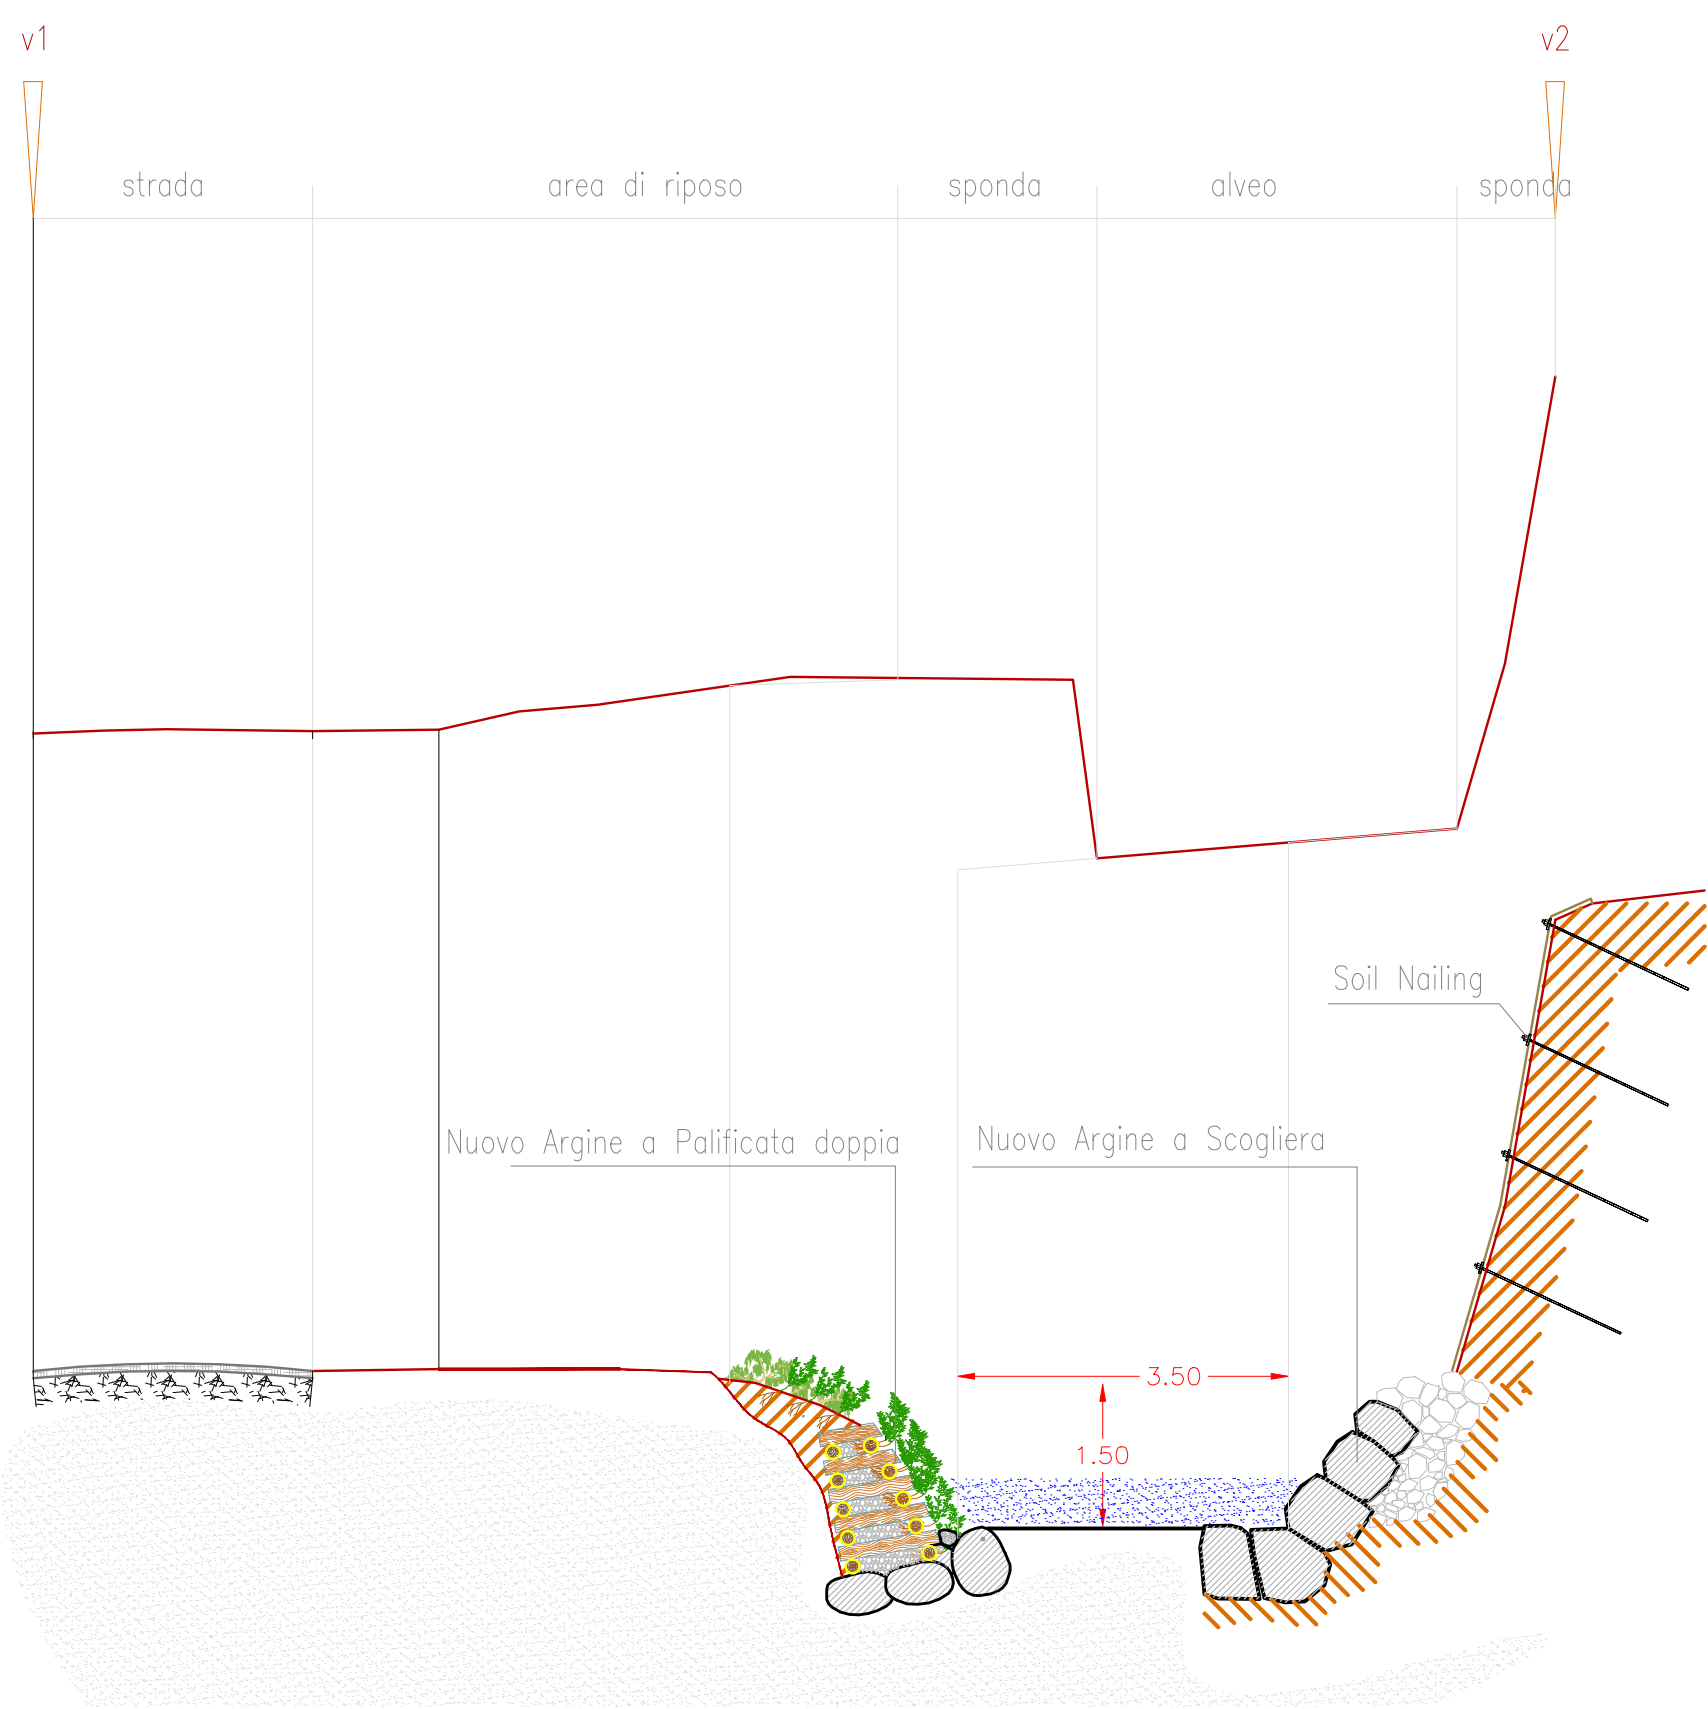 v1
v2
strada
area di riposo
sponda
alveo
sponda
Soil Nailing
Nuovo Argine a Palificata doppia
Nuovo Argine a Scogliera
3.50
1.50